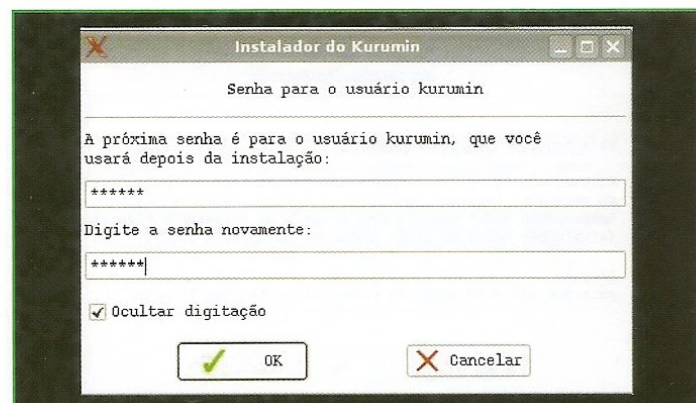 Instalador do Kurumin
Senha para o usuário kurumin
A próxima senha é para o usuário kurumin, que você
usará depois da instalação:
******
Digite a senha novamente:
******
Ocultar digitação
OK
Cancelar